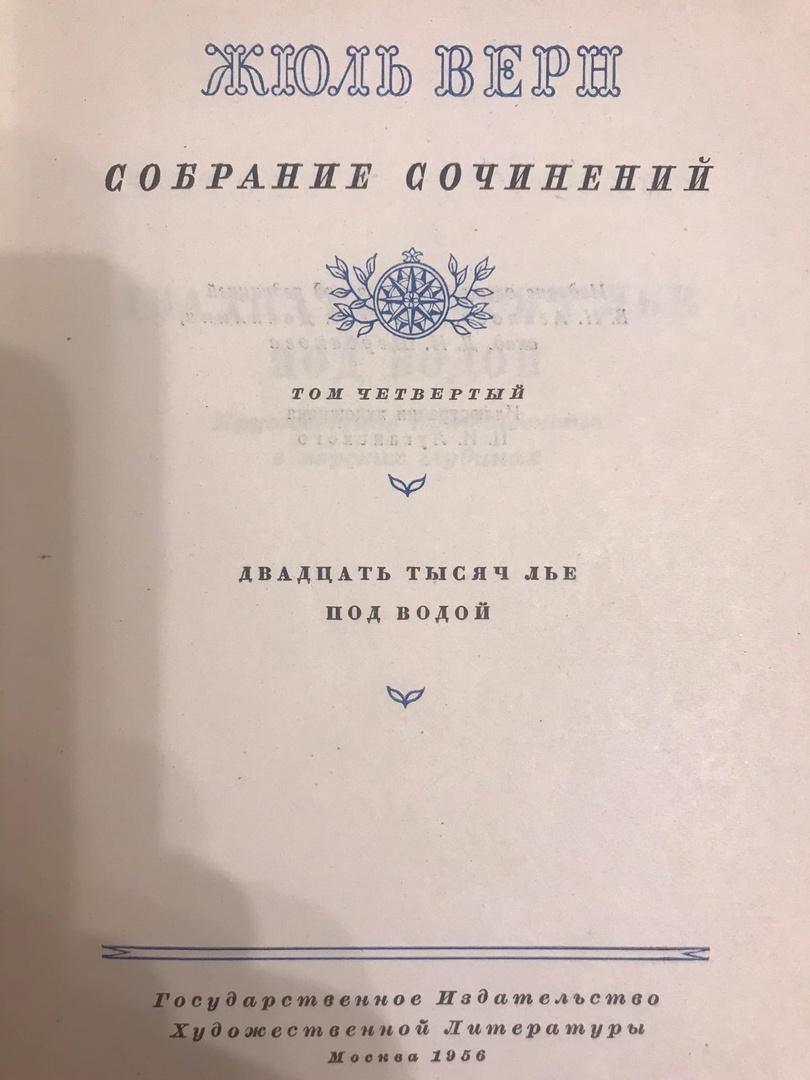 ЖЮЛЬ ВЕРН
СОБРАНИЕ СОЧИНЕНИЙ
ТОМ ЧЕТВЕРТЫЙ
ДВАДЦАТЬ ТЫСЯЧ ЛЬЕ
ПОД ВОДОЙ
Государственное Издательство
Художественной Литературы
Москва 1956